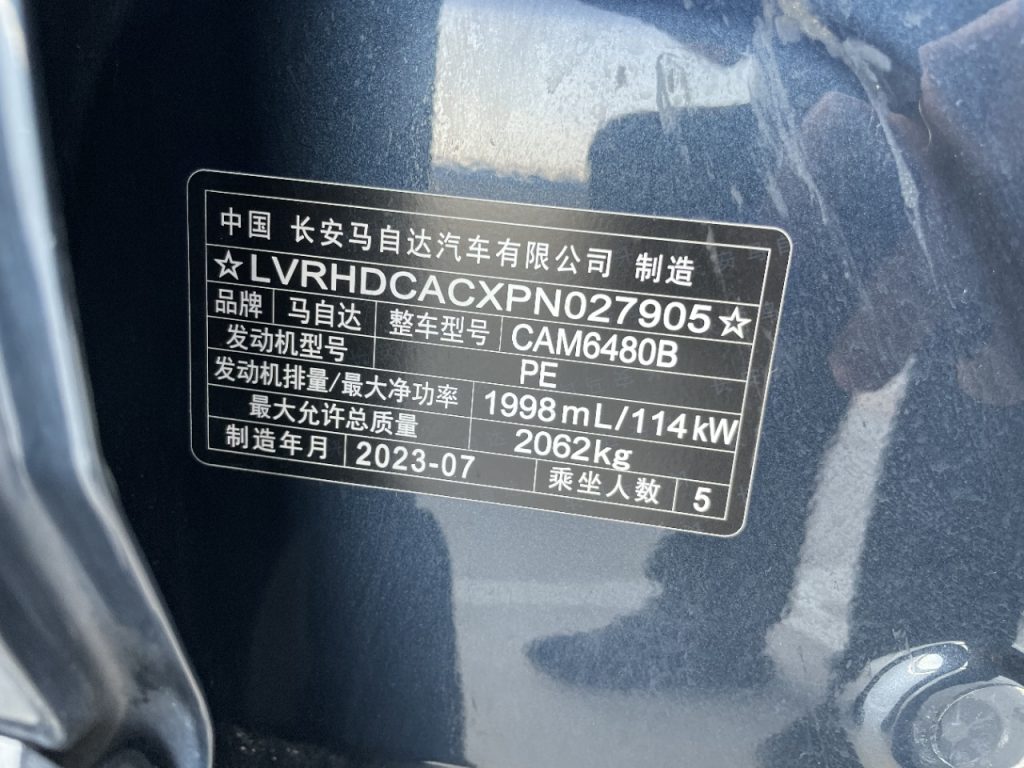 中国 长安马自达汽车有限公司 制造
☆LVRHDCACXPN027905☆
品牌 马自达 整车型号 CAM6480B
发动机型号 PE
发动机排量/最大净功率 1998mL/114kW
最大允许总质量 2062kg
制造年月 2023-07 乘坐人数 5